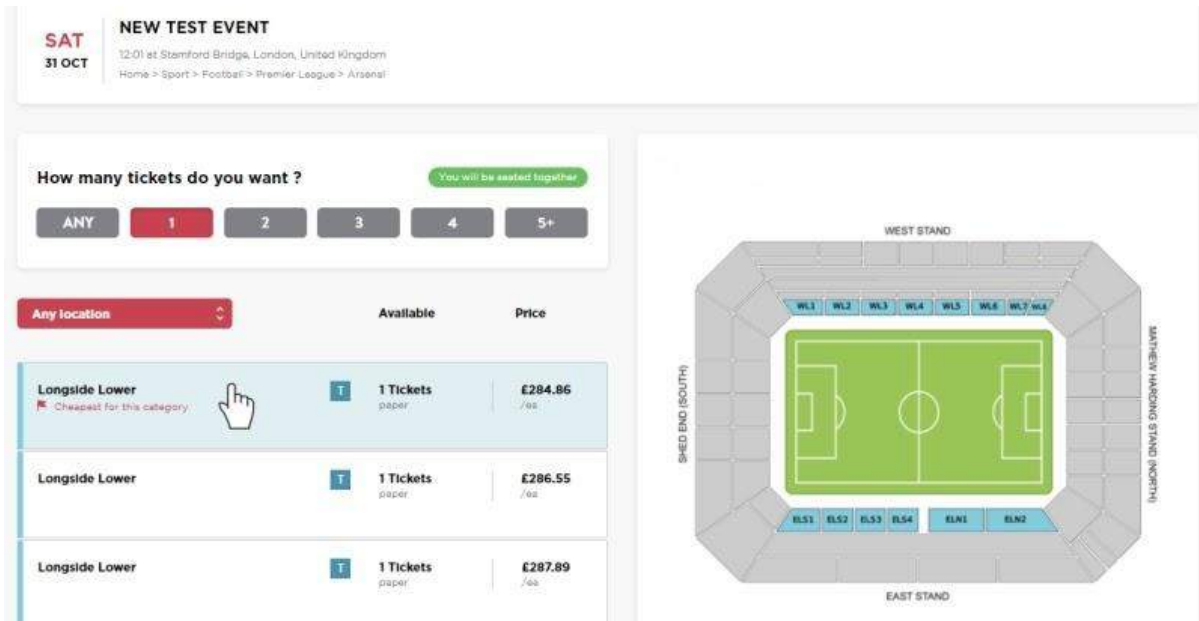 SAT
31 OCT
NEW TEST EVENT
12:01 at Stamford Bridge, London, United Kingdom
Home > Sport > Football > Premier League > Arsenal
How many tickets do you want ?
You will be seated together
ANY 1 2 3 4 5+
Any location
Available
Price
Longside Lower
Cheapest for this category
T
1 Tickets
paper
£284.86
/ea
Longside Lower
T
1 Tickets
paper
£286.55
/ea
Longside Lower
T
1 Tickets
paper
£287.89
/ea
WEST STAND
WL1 WL2 WL3 WL4 WL5 WL6 WL7 WL8
SHED END (SOUTH)
MATHEW HARDING STAND (NORTH)
ELS1 ELS2 ELS3 ELS4 ELN1 ELN2
EAST STAND